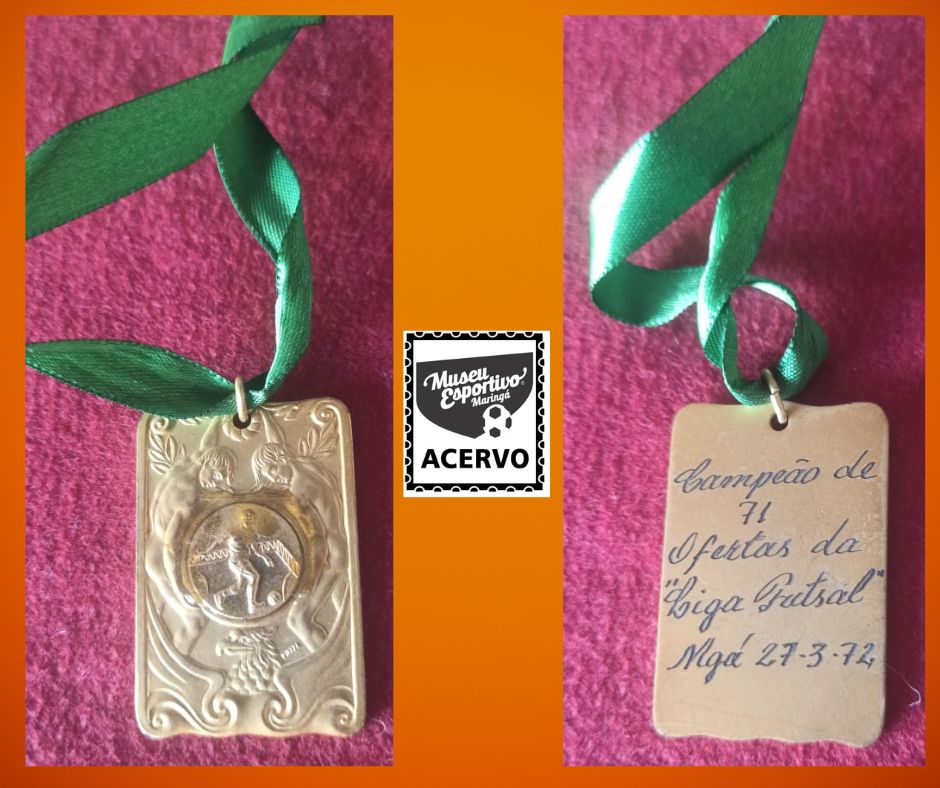 Museu
Esportivo
Maringá
ACERVO
Campeão de
71
Ofertas da
"Liga Futsal"
Mgá 27-3-72